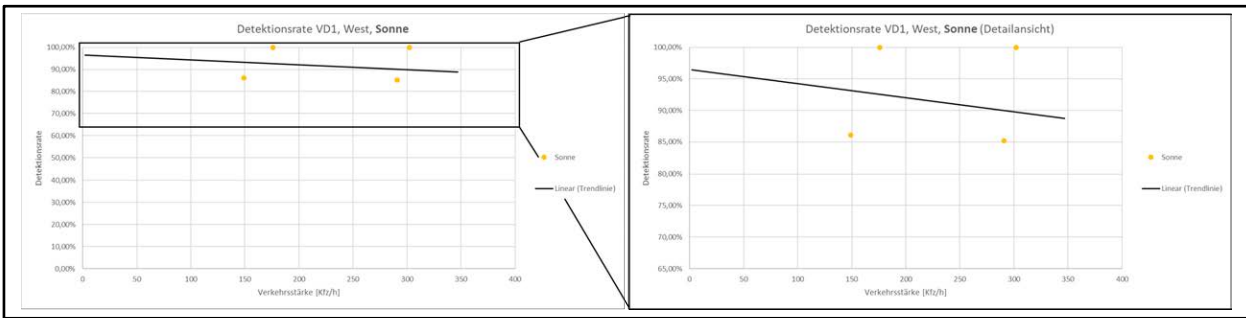 Detektionsrate VD1, West, Sonne
100,00%
90,00%
80,00%
70,00%
60,00%
50,00%
40,00%
30,00%
20,00%
10,00%
0,00%
Detektionsrate
0 50 100 150 200 250 300 350 400
Verkehrsstärke [Kfz/h]
Sonne
Linear (Trendlinie)
Detektionsrate VD1, West, Sonne (Detailansicht)
100,00%
95,00%
90,00%
85,00%
80,00%
75,00%
70,00%
65,00%
Detektionsrate
0 50 100 150 200 250 300 350 400
Verkehrsstärke [Kfz/h]
Sonne
Linear (Trendlinie)